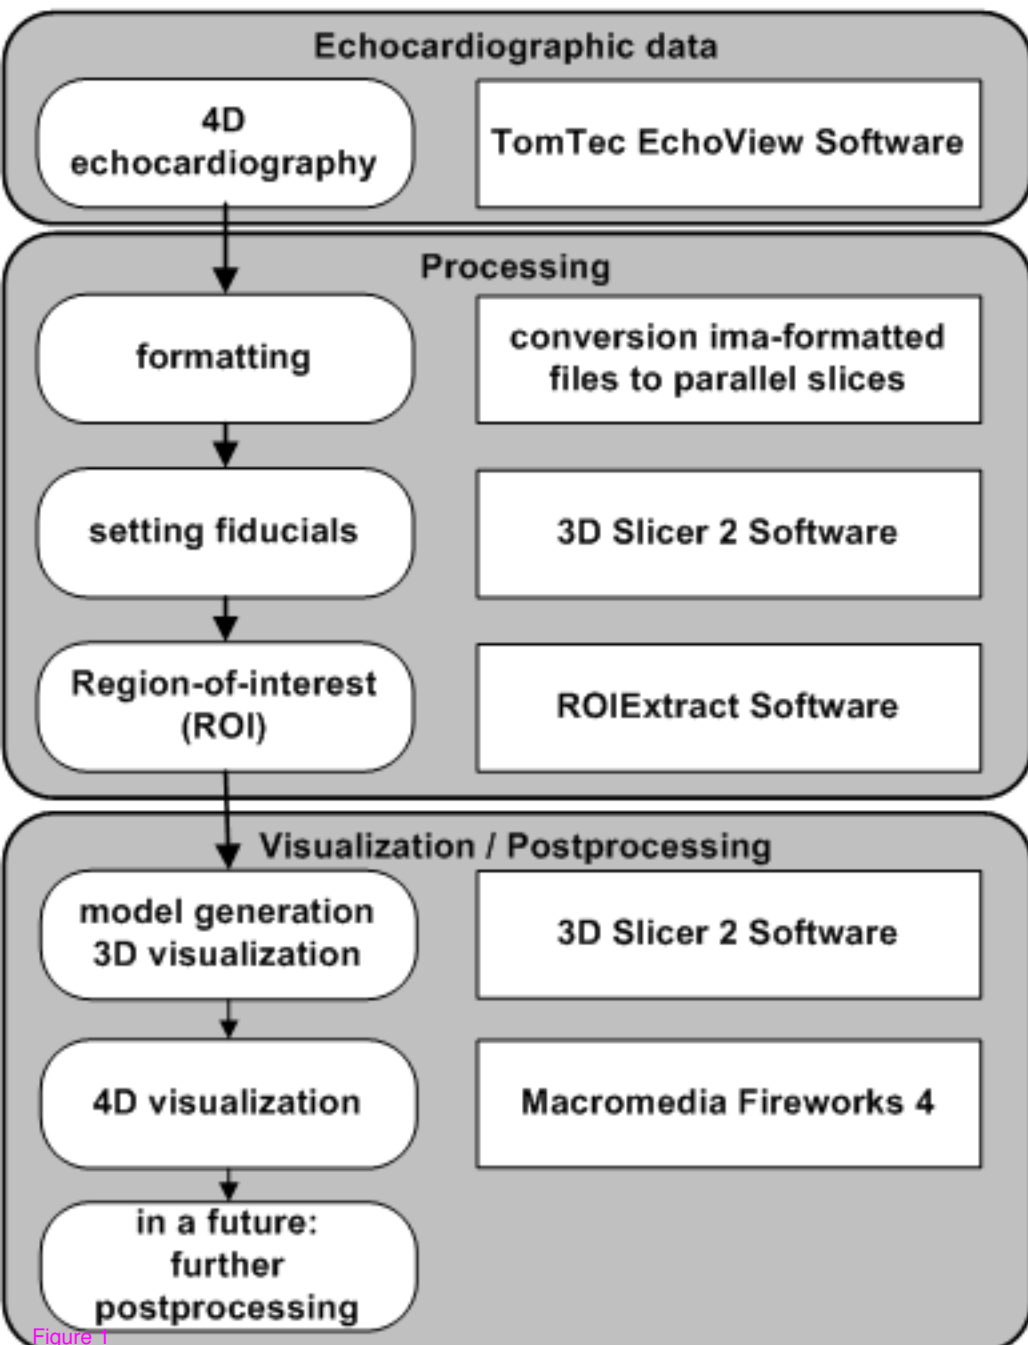 Echocardiographic data
4D
echocardiography
TomTec EchoView Software
Processing
formatting
conversion ima-formatted
files to parallel slices
setting fiducials
3D Slicer 2 Software
Region-of-interest
(ROI)
ROIExtract Software
Visualization / Postprocessing
model generation
3D visualization
3D Slicer 2 Software
4D visualization
Macromedia Fireworks 4
in a future:
further
postprocessing
Figure 1